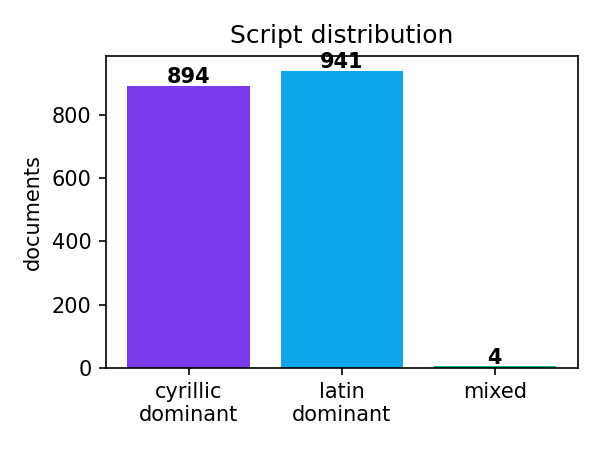 Script distribution
941
894
4
800
600
400
200
0
documents
cyrillic
dominant
latin
dominant
mixed